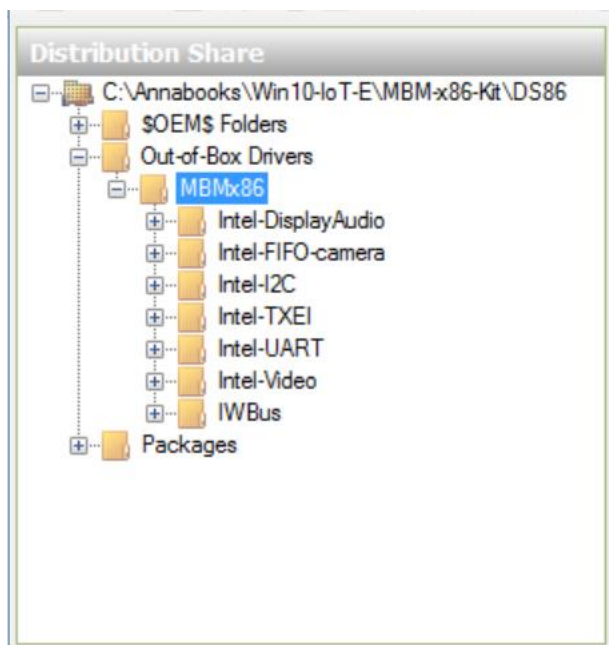 Distribution Share
C:\Annabooks\Win10-IoT-E\MBM-x86-Kit\DS86
$OEM$ Folders
Out-of-Box Drivers
MBMx86
Intel-DisplayAudio
Intel-FIFO-camera
Intel-I2C
Intel-TXEI
Intel-UART
Intel-Video
IWBus
Packages